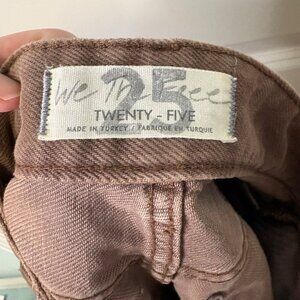 We The Free
25
TWENTY - FIVE
MADE IN TURKEY / FABRIQUÉ EN TURQUIE